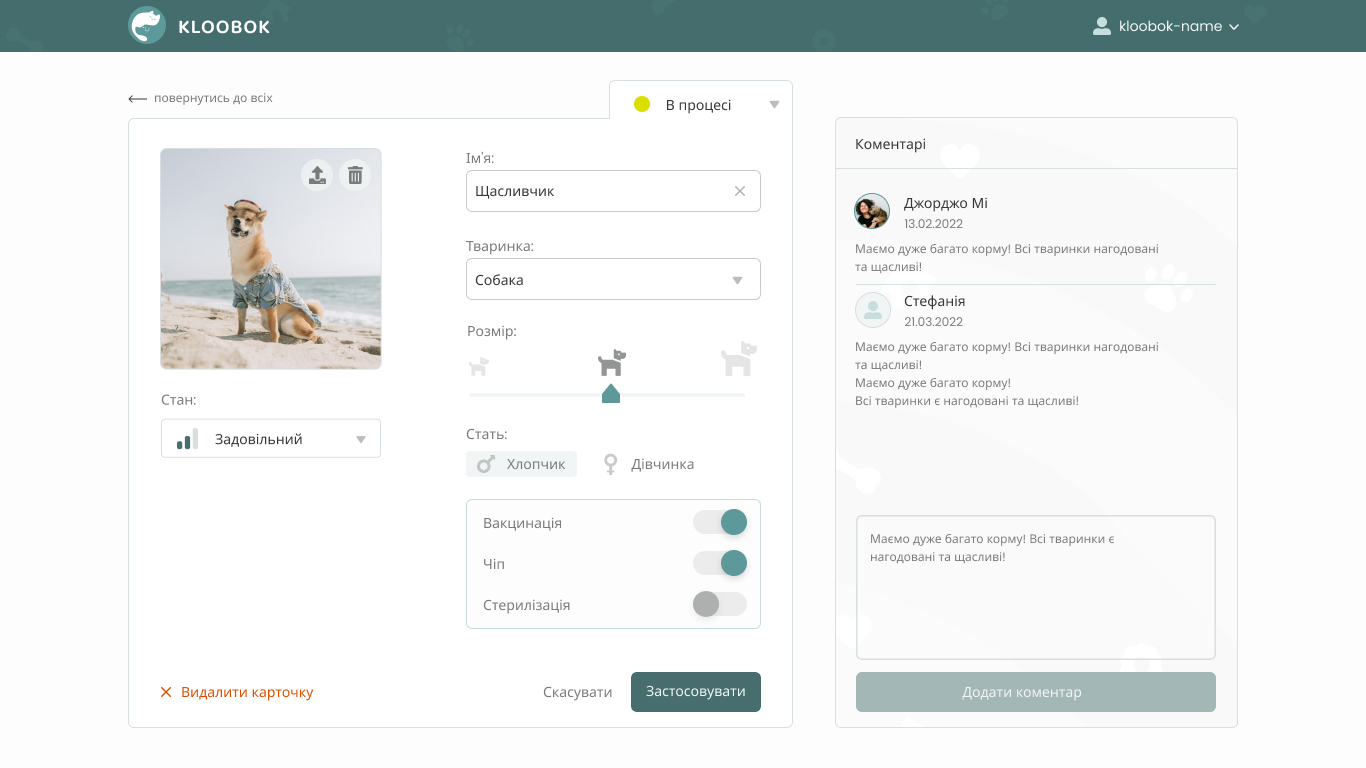 KLOOBOK
kloobok-name
повернутись до всіх
В процесі
Ім'я:
Щасливчик
Тваринка:
Собака
Розмір:
Стан:
Задовільний
Стать:
Хлопчик
Дівчинка
Вакцинація
Чіп
Стерилізація
Видалити карточку
Скасувати
Застосовувати
Коментарі
Джорджо Мі
13.02.2022
Маємо дуже багато корму! Всі тваринки нагодовані
та щасливі!
Стефанія
21.03.2022
Маємо дуже багато корму! Всі тваринки нагодовані
та щасливі!
Маємо дуже багато корму!
Всі тваринки є нагодовані та щасливі!
Маємо дуже багато корму! Всі тваринки є
нагодовані та щасливі!
Додати коментар